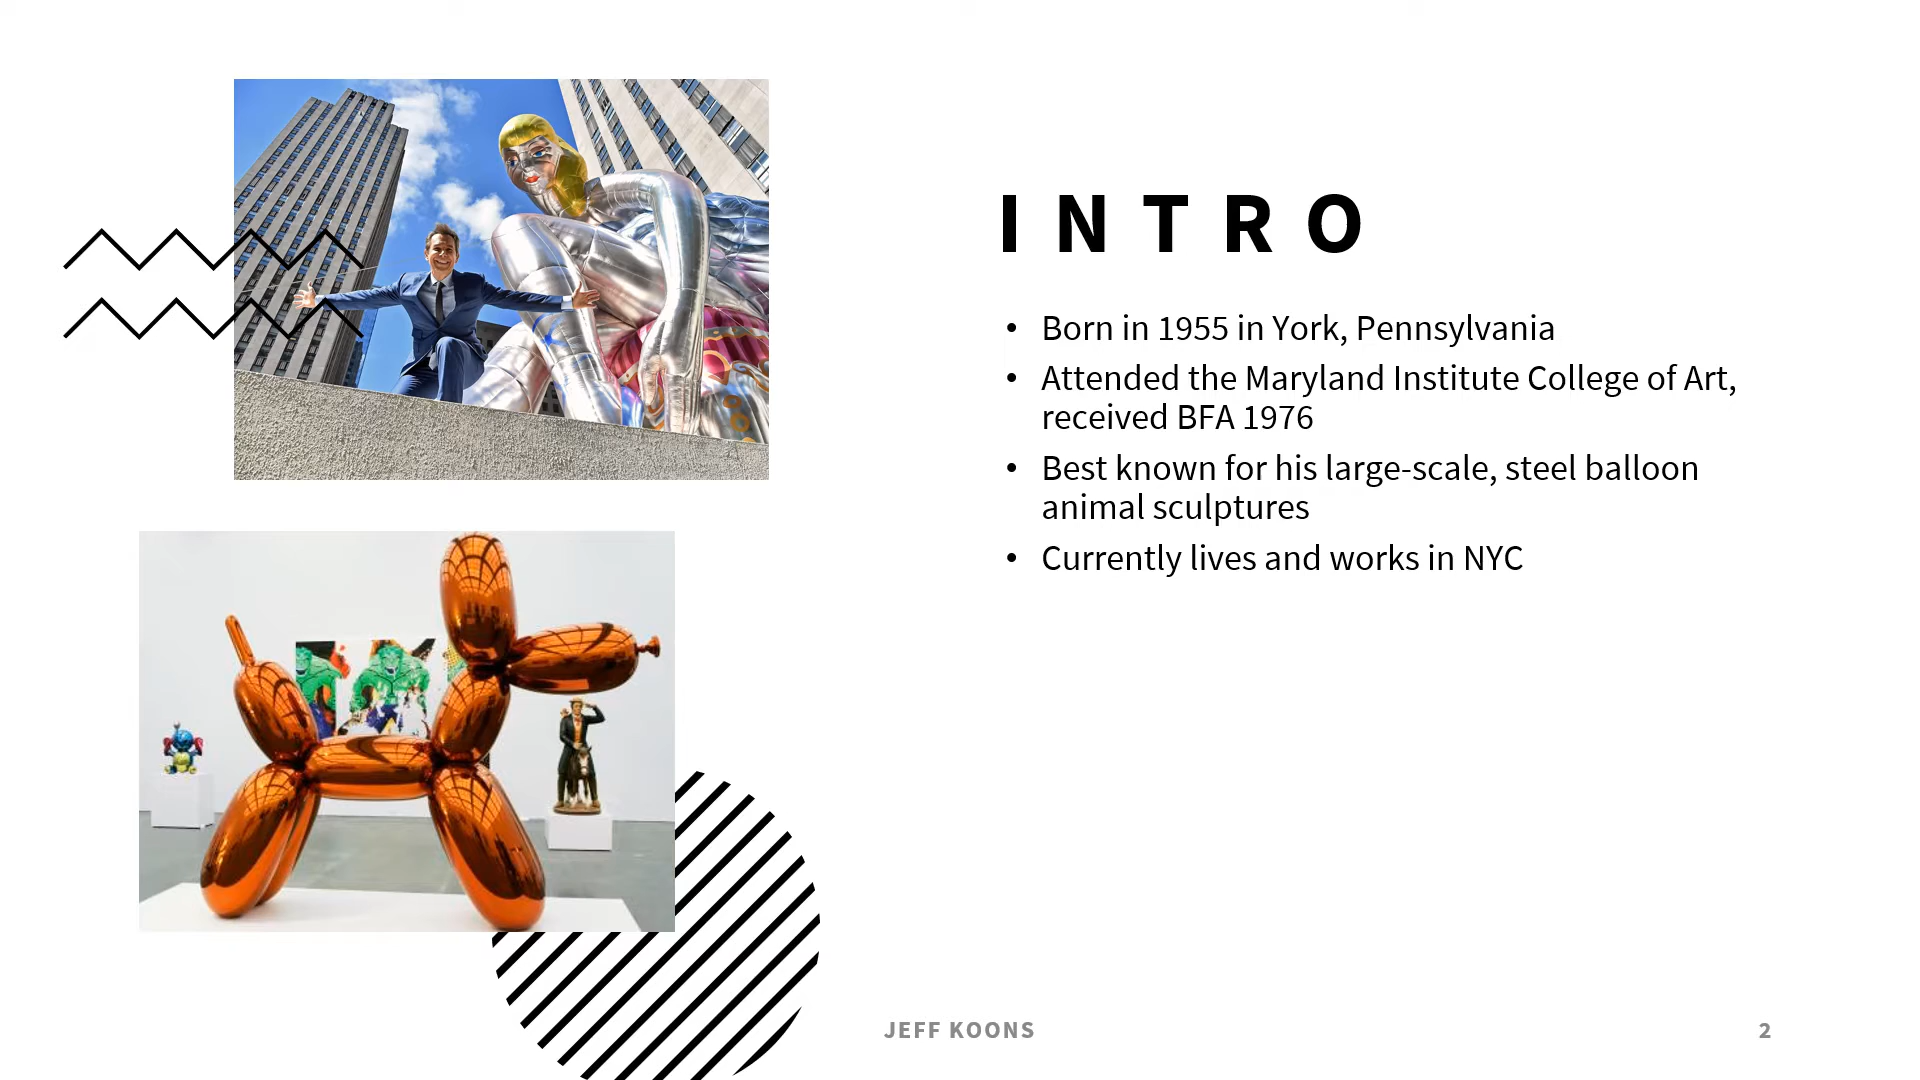 INTRO
• Born in 1955 in York, Pennsylvania
• Attended the Maryland Institute College of Art,
received BFA 1976
• Best known for his large-scale, steel balloon
animal sculptures
• Currently lives and works in NYC
JEFF KOONS
2